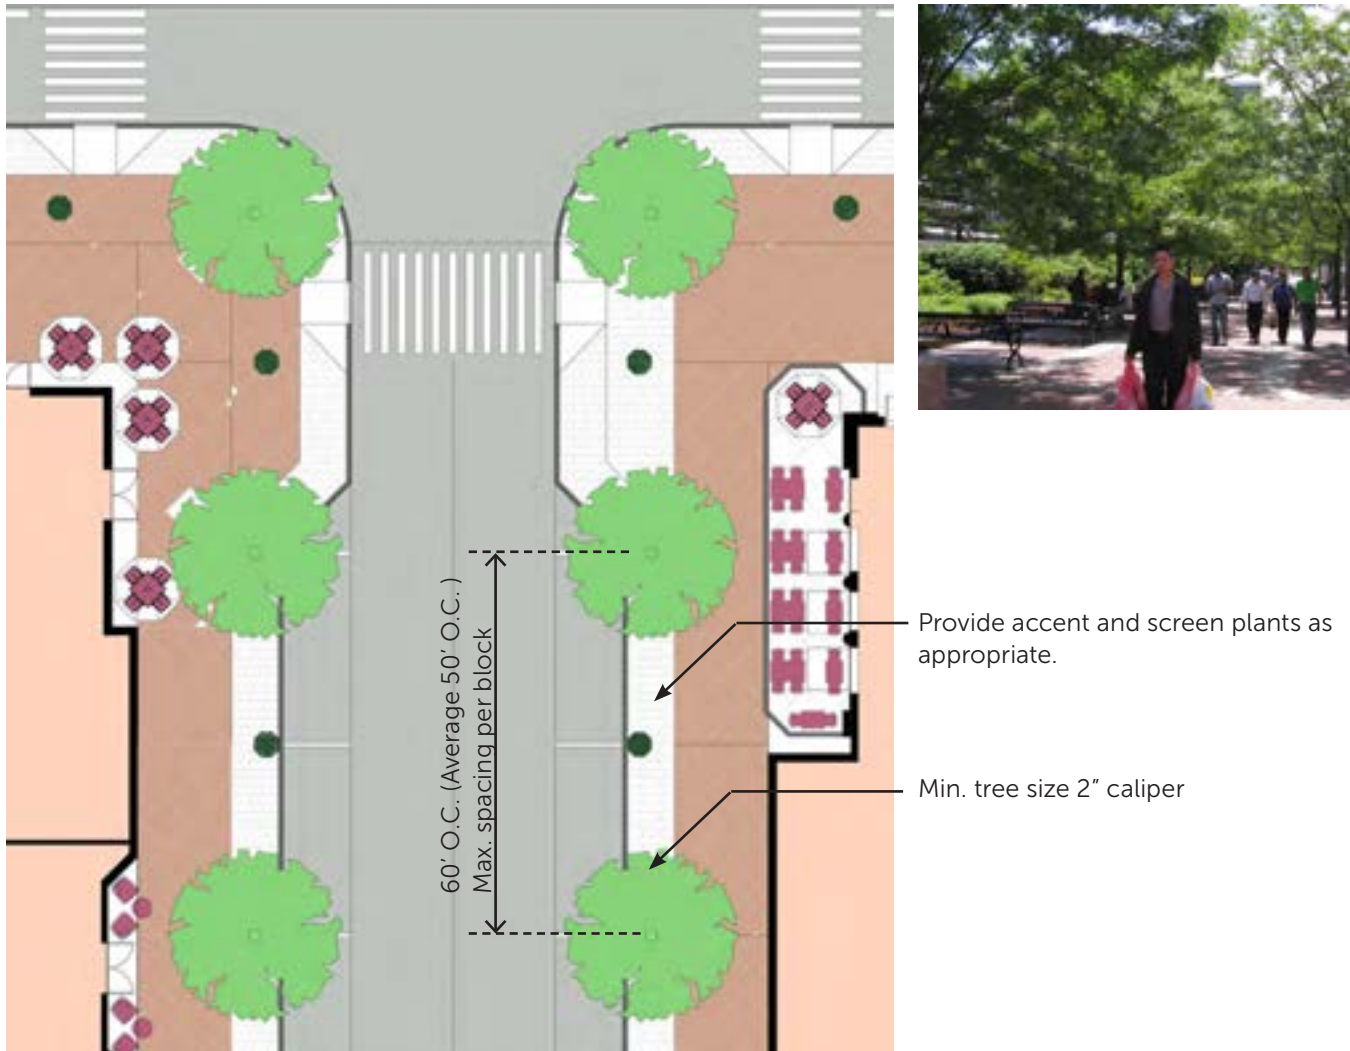 60’ O.C. (Average 50’ O.C. )
Max. spacing per block
Provide accent and screen plants as
appropriate.
Min. tree size 2” caliper